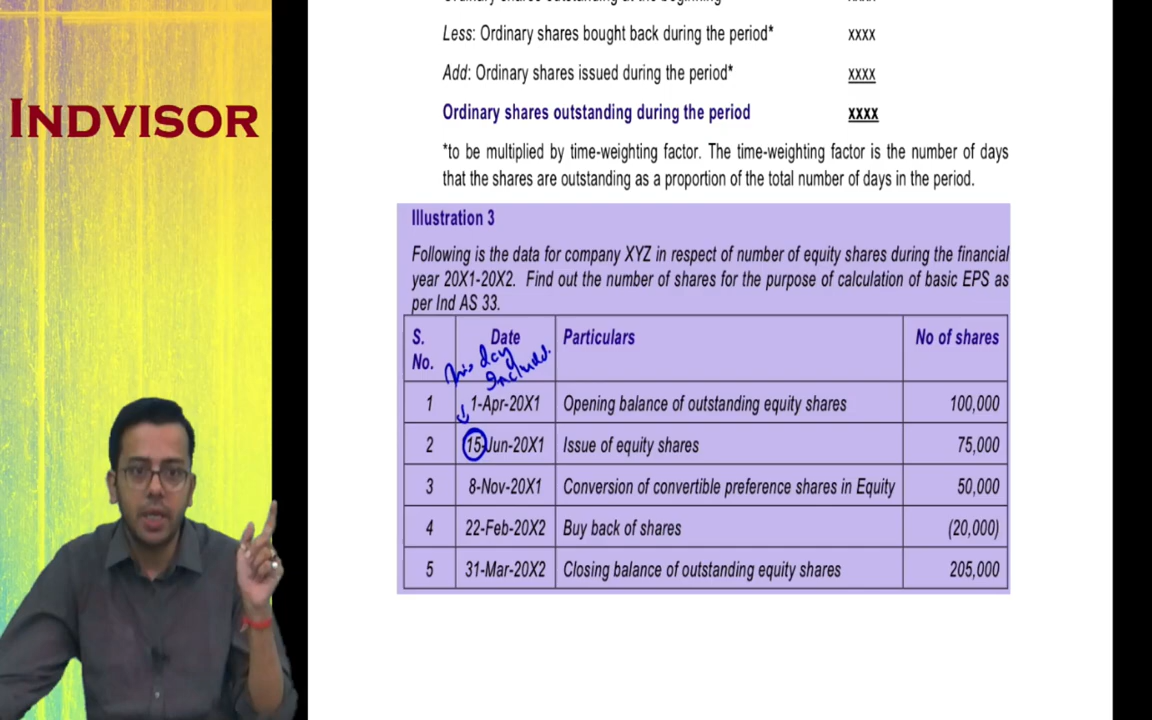 INDVISOR
Less: Ordinary shares bought back during the period* xxxx
Add: Ordinary shares issued during the period* xxxx
Ordinary shares outstanding during the period xxxx
*to be multiplied by time-weighting factor. The time-weighting factor is the number of days
that the shares are outstanding as a proportion of the total number of days in the period.
Illustration 3
Following is the data for company XYZ in respect of number of equity shares during the financial
year 20X1-20X2. Find out the number of shares for the purpose of calculation of basic EPS as
per Ind AS 33.
S. No. Date Particulars No of shares
This day
Included.
1 1-Apr-20X1 Opening balance of outstanding equity shares 100,000
2 15-Jun-20X1 Issue of equity shares 75,000
3 8-Nov-20X1 Conversion of convertible preference shares in Equity 50,000
4 22-Feb-20X2 Buy back of shares (20,000)
5 31-Mar-20X2 Closing balance of outstanding equity shares 205,000